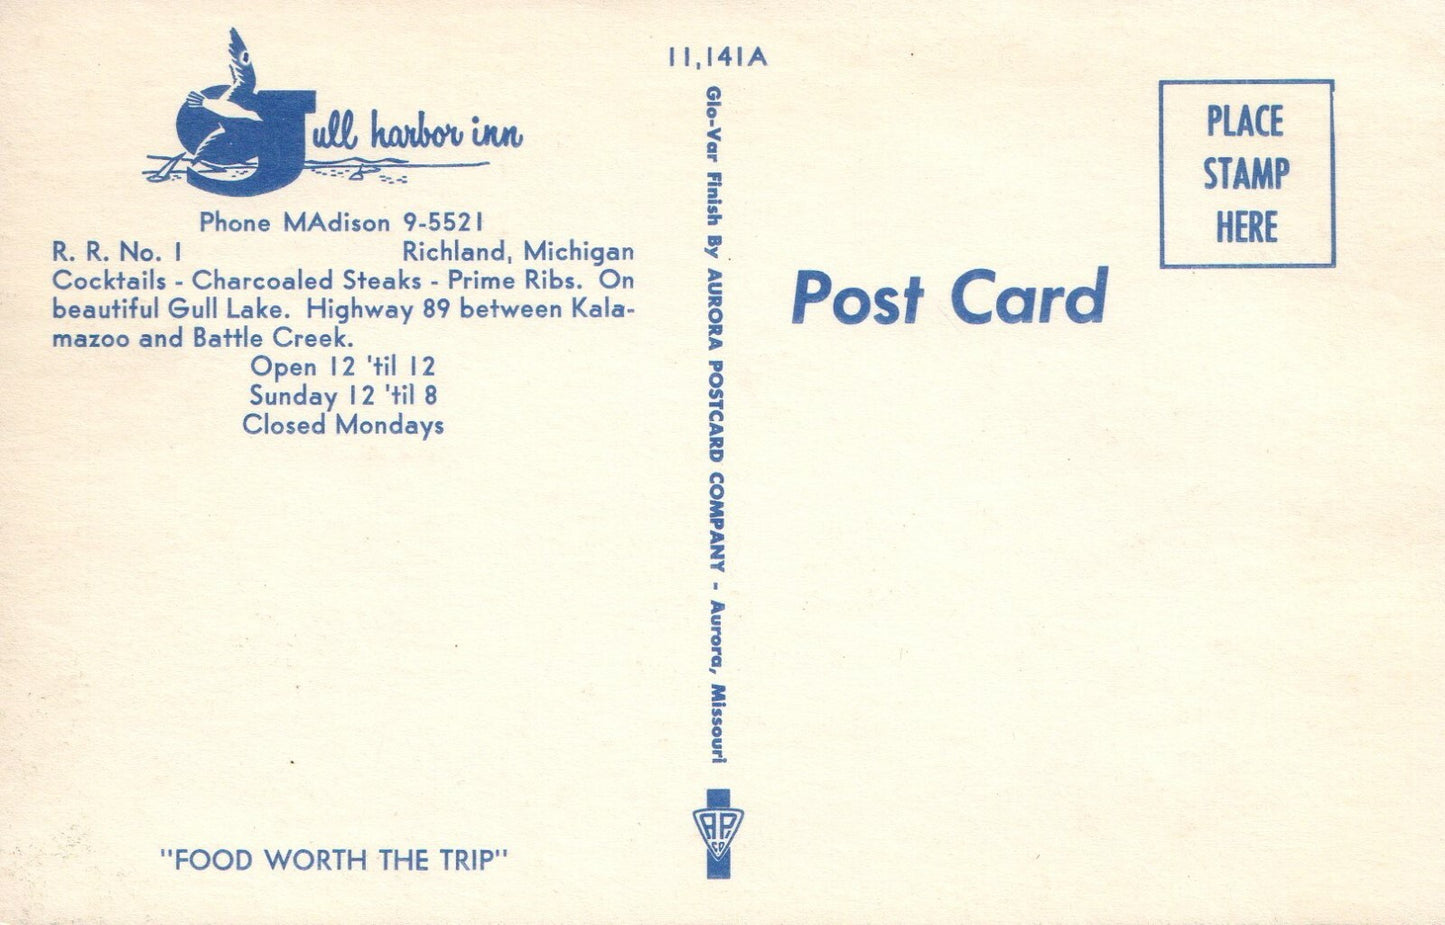 Gull harbor inn
Phone MAdison 9-5521
R. R. No. 1 Richland, Michigan
Cocktails - Charcoaled Steaks - Prime Ribs. On
beautiful Gull Lake. Highway 89 between Kala-
mazoo and Battle Creek.
Open 12 'til 12
Sunday 12 'til 8
Closed Mondays
"FOOD WORTH THE TRIP"
11,141A
Glo-Var Finish By AURORA POSTCARD COMPANY - Aurora, Missouri
APCO
Post Card
PLACE
STAMP
HERE